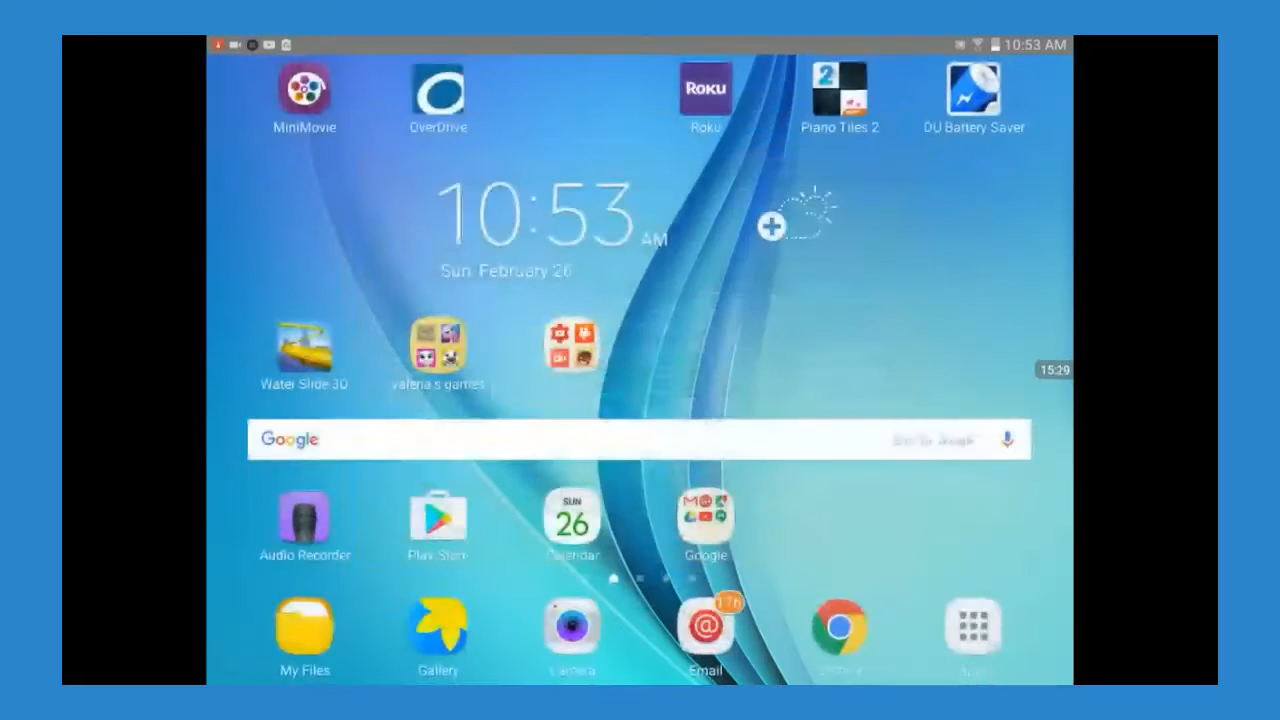 10:53 AM
Roku
2
MiniMovie
OverDrive
Roku
Piano Tiles 2
DU Battery Saver
10:53 AM
Sun, February 26
Water Slide 3D
valeria's games
15:29
Google
SUN
26
Audio Recorder
Play Store
Calendar
Google
176
My Files
Gallery
Camera
Email